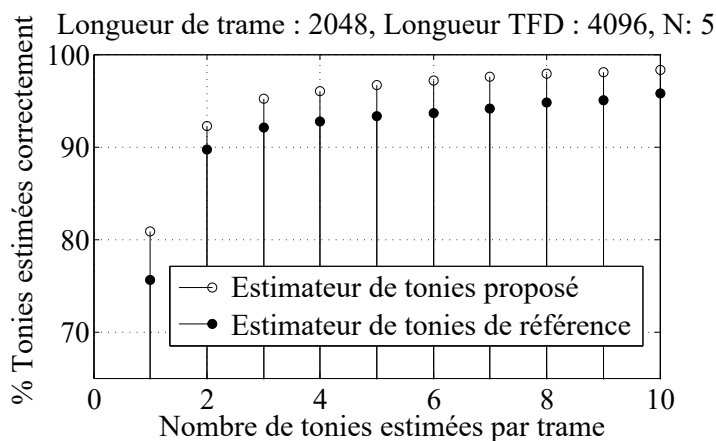 Longueur de trame : 2048, Longueur TFD : 4096, N: 5
% Tonies estimées correctement
100
90
80
70
Estimateur de tonies proposé
Estimateur de tonies de référence
0 2 4 6 8 10
Nombre de tonies estimées par trame